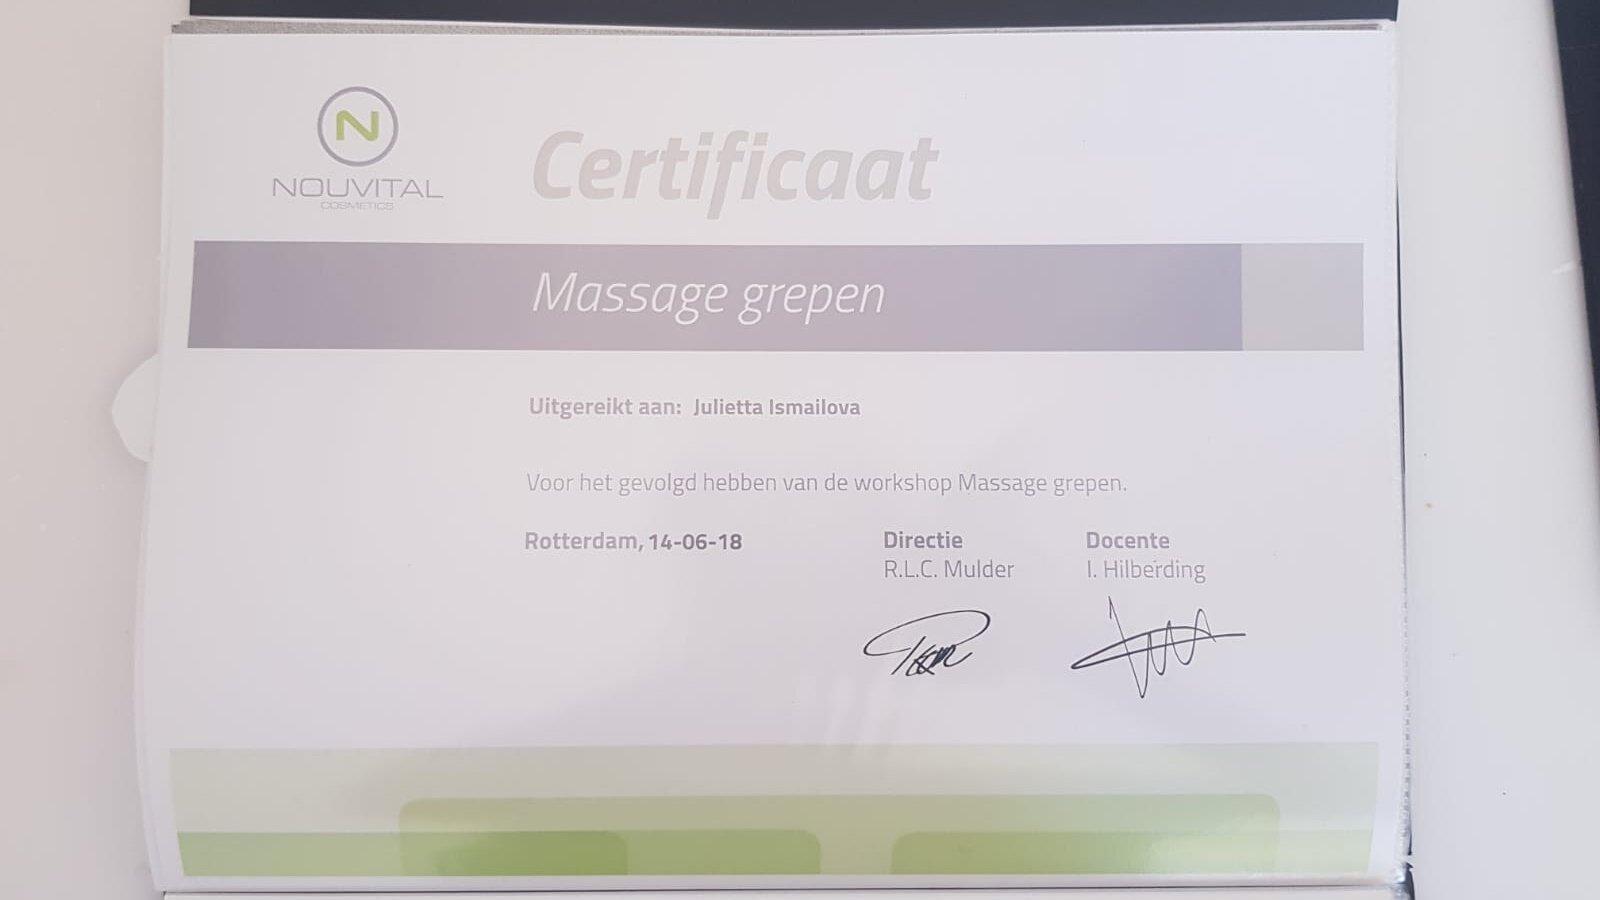 NOUVITAL
COSMETICS
Certificaat
Massage grepen
Uitgereikt aan: Julietta Ismailova
Voor het gevolgd hebben van de workshop Massage grepen.
Rotterdam, 14-06-18
Directie
R.L.C. Mulder
Docente
I. Hilberding